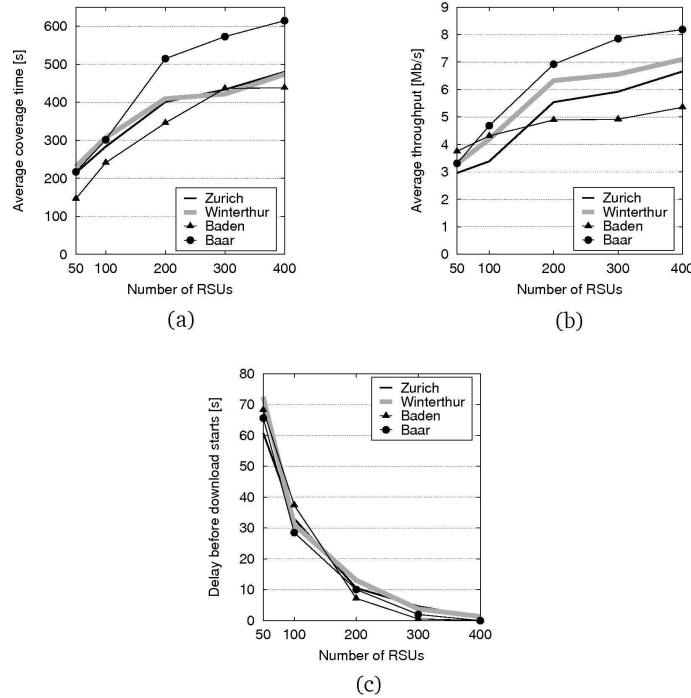 600
500
400
300
200
100
0
50
100
200
300
400
Average coverage time [s]
Number of RSUs
Zurich
Winterthur
Baden
Baar
(a)
9
8
7
6
5
4
3
2
1
0
50
100
200
300
400
Average throughput [Mb/s]
Number of RSUs
Zurich
Winterthur
Baden
Baar
(b)
80
70
60
50
40
30
20
10
0
50
100
200
300
400
Delay before download starts [s]
Number of RSUs
Zurich
Winterthur
Baden
Baar
(c)